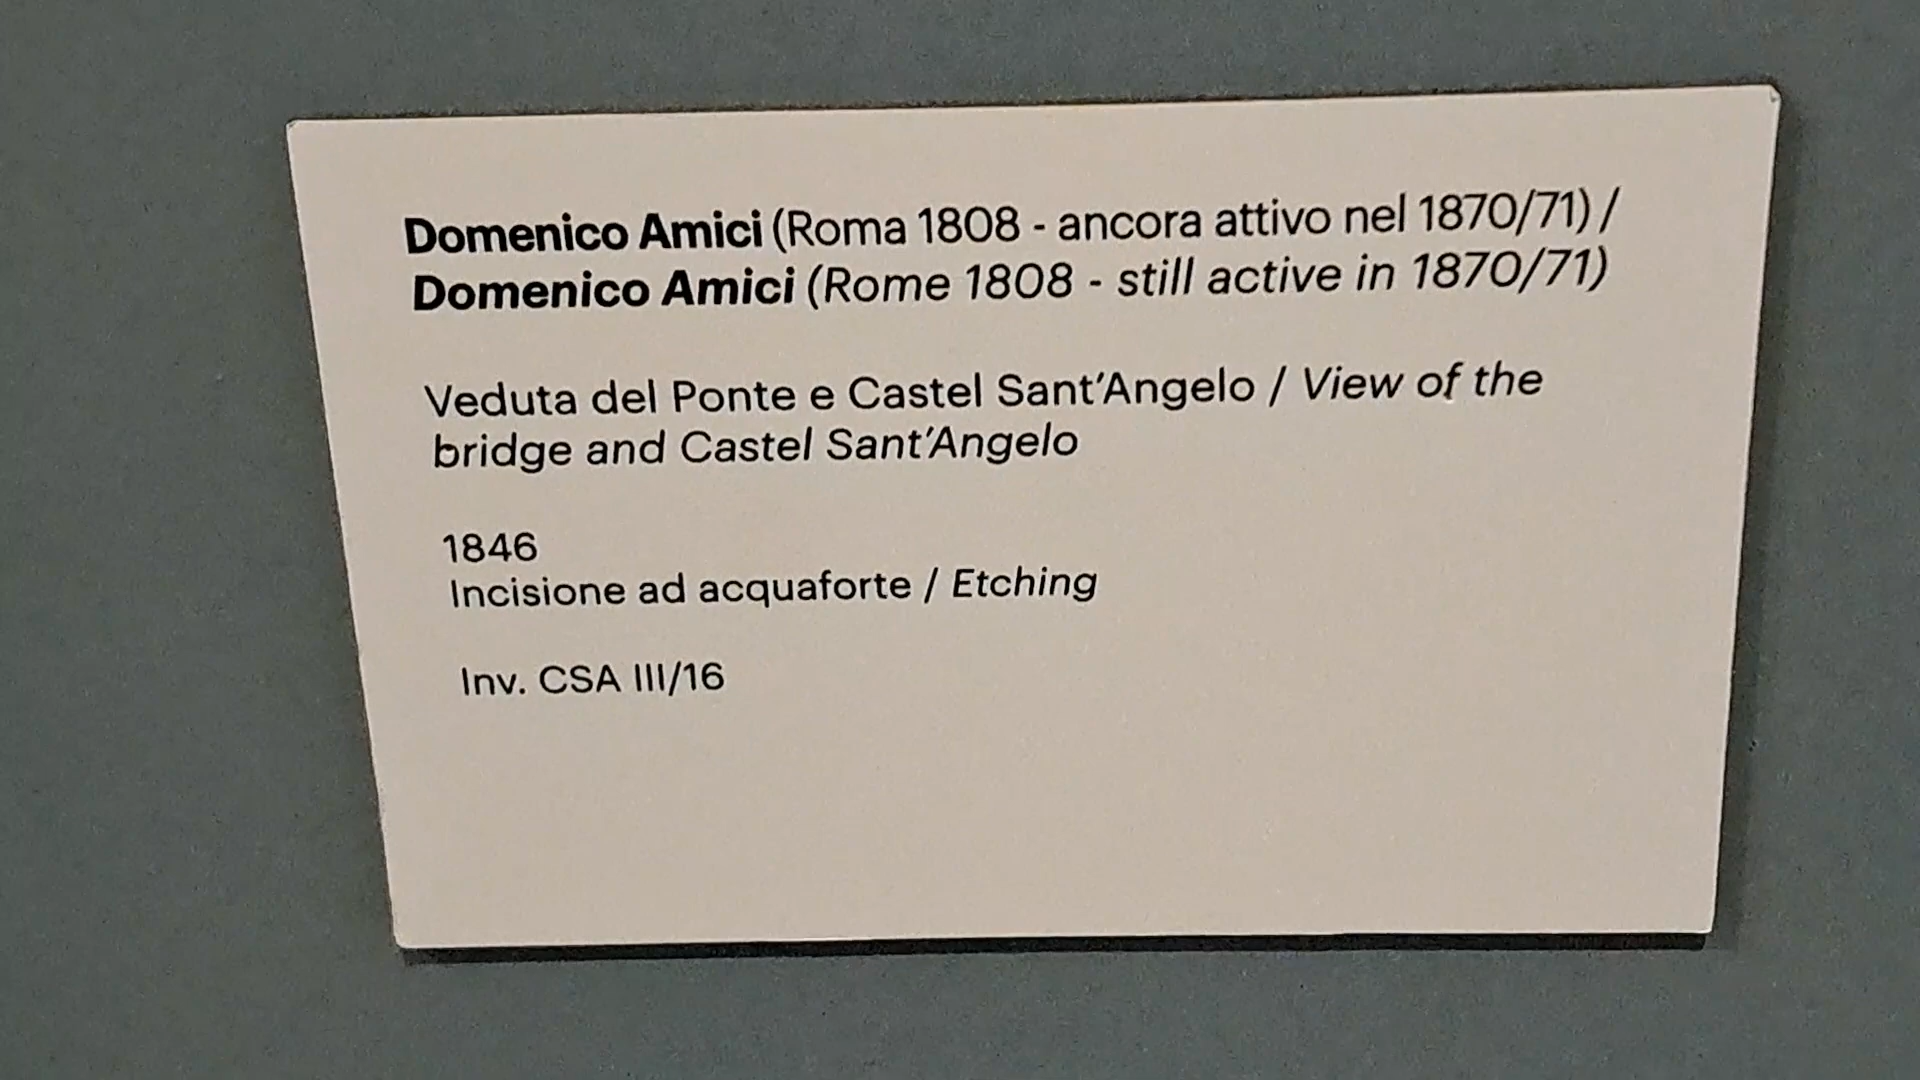 Domenico Amici (Roma 1808 - ancora attivo nel 1870/71) /
Domenico Amici (Rome 1808 - still active in 1870/71)
Veduta del Ponte e Castel Sant'Angelo / View of the
bridge and Castel Sant'Angelo
1846
Incisione ad acquaforte / Etching
Inv. CSA III/16